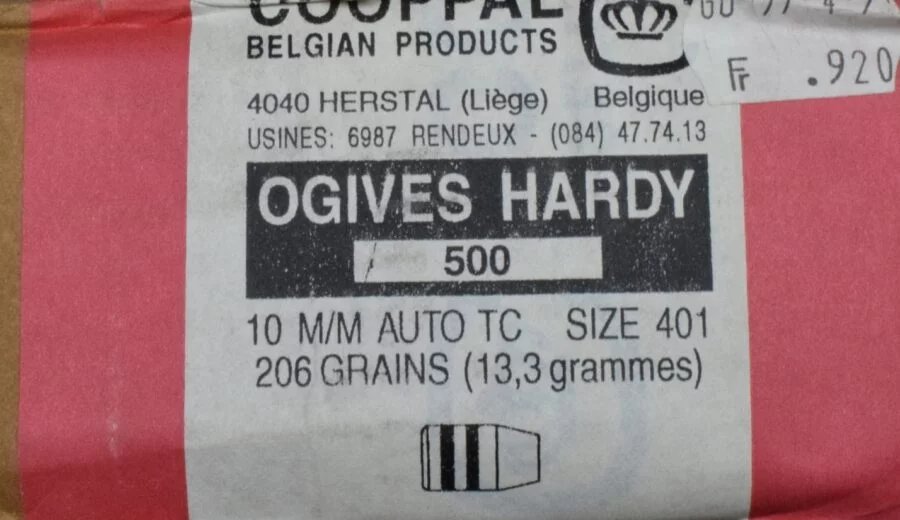 COOPPAL
BELGIAN PRODUCTS
Fr .920
4040 HERSTAL (Liège) Belgique
USINES: 6987 RENDEUX - (084) 47.74.13
OGIVES HARDY
500
10 M/M AUTO TC SIZE 401
206 GRAINS (13,3 grammes)